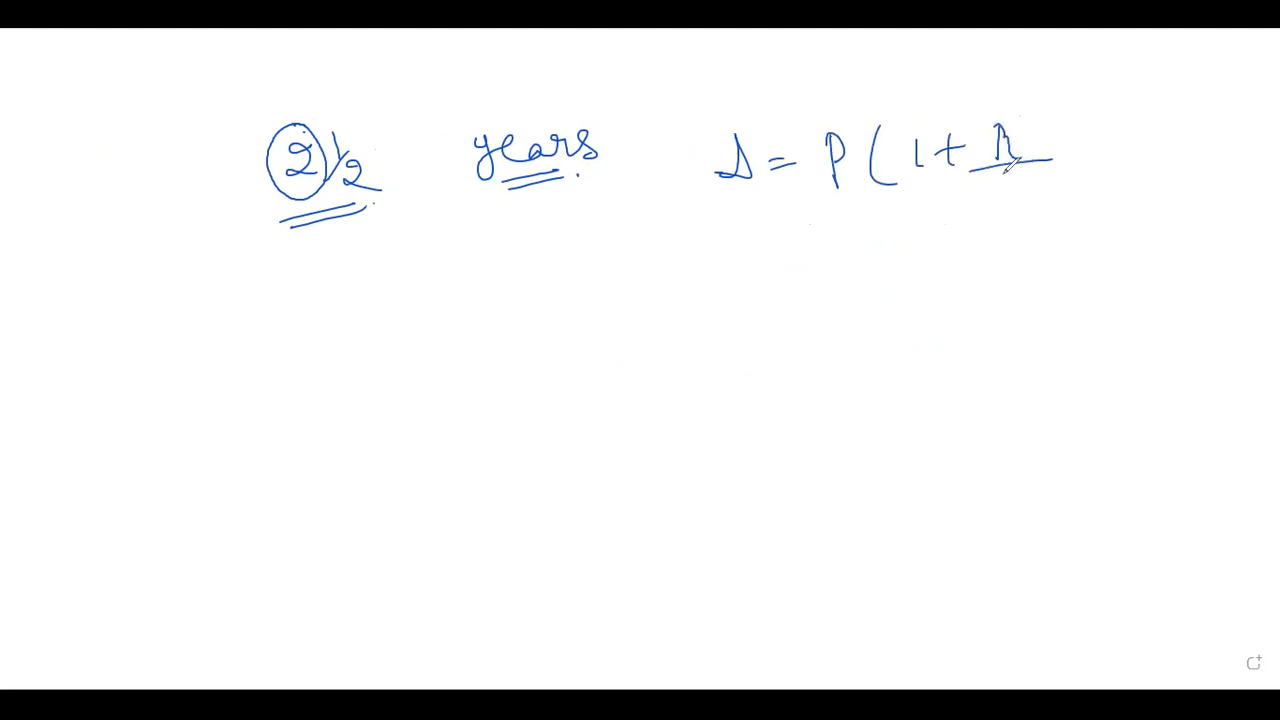 2 1/2 years A = P ( 1 + R